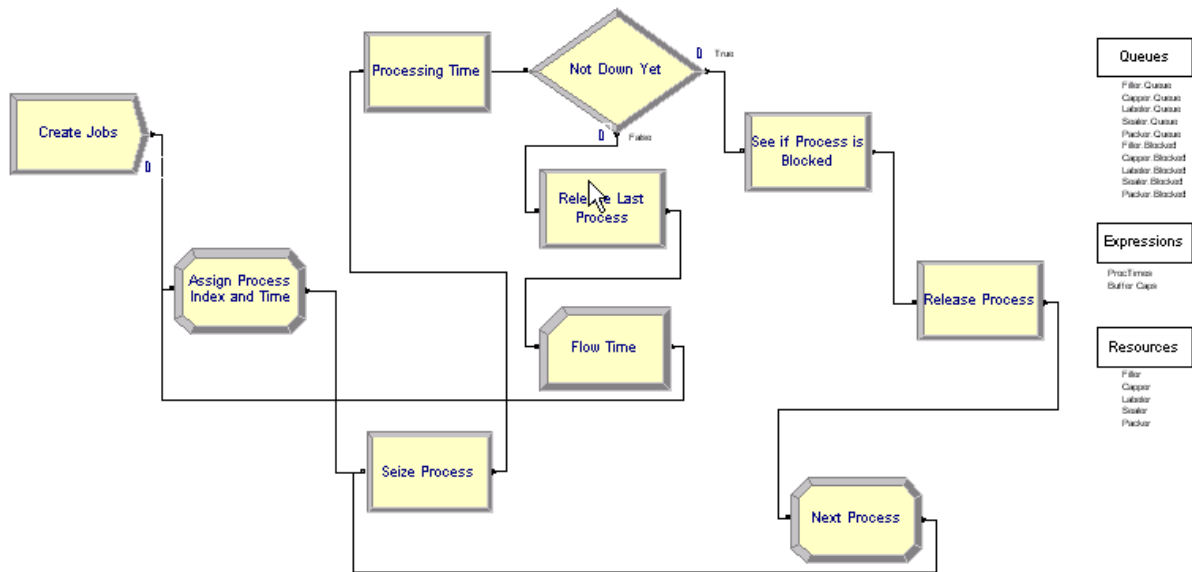 Create Jobs
0
Assign Process
Index and Time
Processing Time
Not Down Yet
0
True
0
False
See if Process is
Blocked
Release Last
Process
Flow Time
Seize Process
Release Process
Next Process
Queues
Filler.Queue
Capper.Queue
Labeler.Queue
Sealer.Queue
Packer.Queue
Filler.Blocked
Capper.Blocked
Labeler.Blocked
Sealer.Blocked
Packer.Blocked
Expressions
ProcTimes
Buffer Caps
Resources
Filler
Capper
Labeler
Sealer
Packer